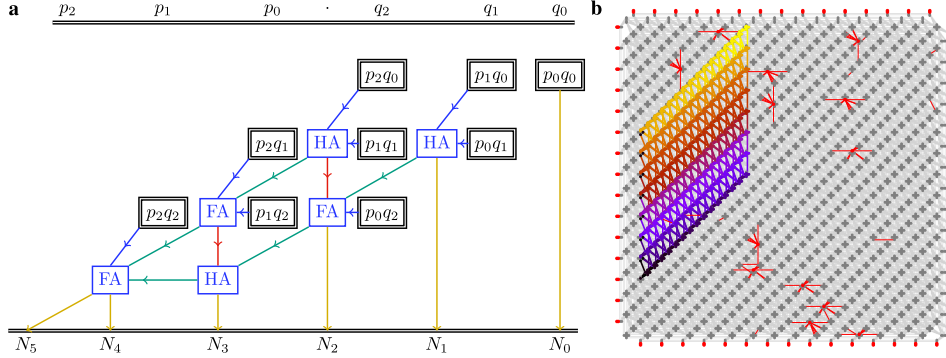 a
b
p₂ p₁ p₀ · q₂ q₁ q₀
p₂q₀ p₁q₀ p₀q₀
p₂q₁ HA p₁q₁ HA p₀q₁
p₂q₂ FA p₁q₂ FA p₀q₂
FA HA
N₅ N₄ N₃ N₂ N₁ N₀